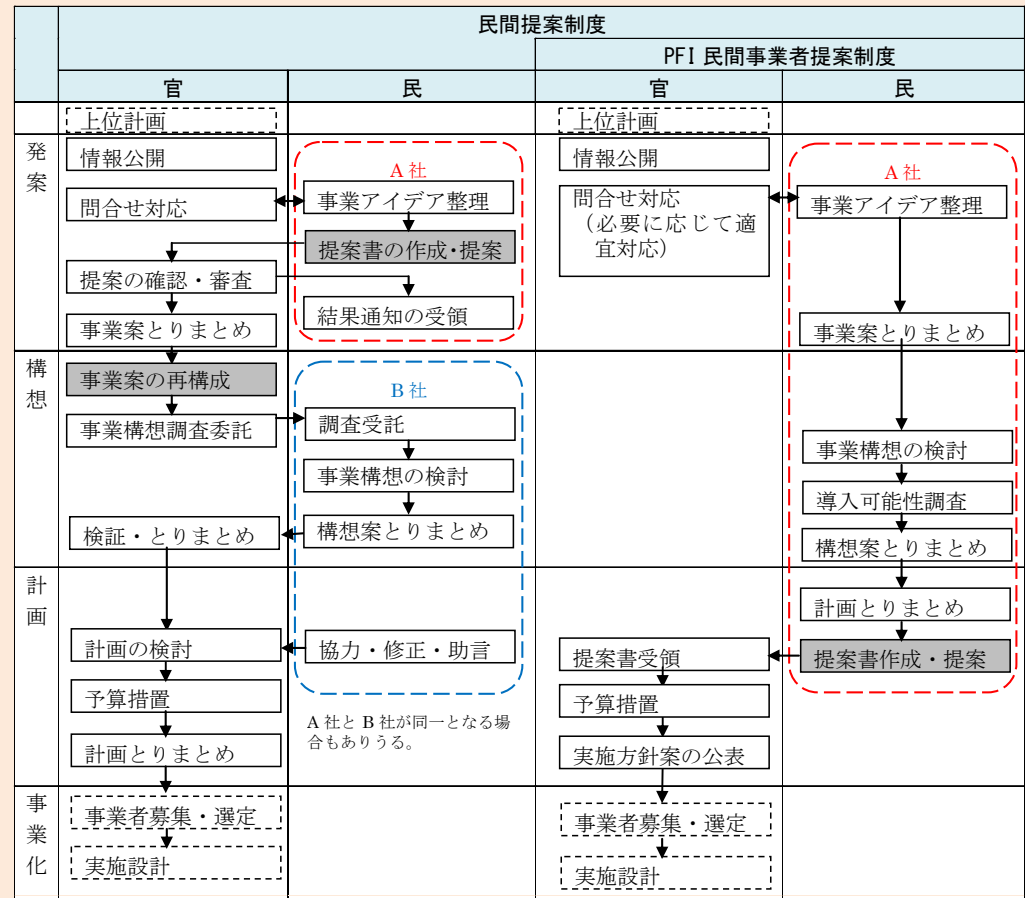 民間提案制度
PFI 民間事業者提案制度
官
民
官
民
上位計画
上位計画
発案
情報公開
A 社
問合せ対応
事業アイデア整理
提案書の作成・提案
提案の確認・審査
結果通知の受領
事業案とりまとめ
情報公開
A 社
問合せ対応
（必要に応じて適
宜対応）
事業アイデア整理
事業案とりまとめ
構想
事業案の再構成
B 社
事業構想調査委託
調査受託
事業構想の検討
検証・とりまとめ
構想案とりまとめ
事業構想の検討
導入可能性調査
構想案とりまとめ
計画
計画の検討
協力・修正・助言
予算措置
A 社と B 社が同一となる場
合もありうる。
計画とりまとめ
計画とりまとめ
提案書受領
提案書作成・提案
予算措置
実施方針案の公表
事業化
事業者募集・選定
実施設計
事業者募集・選定
実施設計